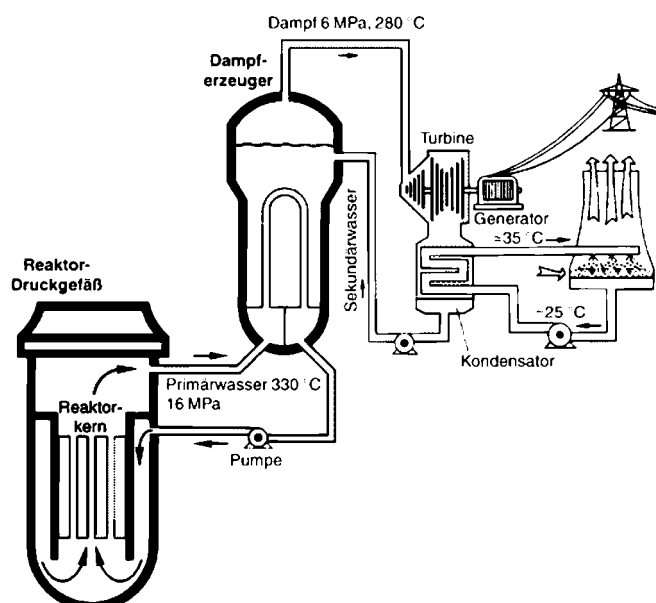 Dampf 6 MPa, 280 °C
Dampf-
erzeuger
Turbine
Generator
≥35 °C
Sekundärwasser
Reaktor-
Druckgefäß
~25 °C
Kondensator
Primärwasser 330 °C
16 MPa
Reaktor-
kern
Pumpe